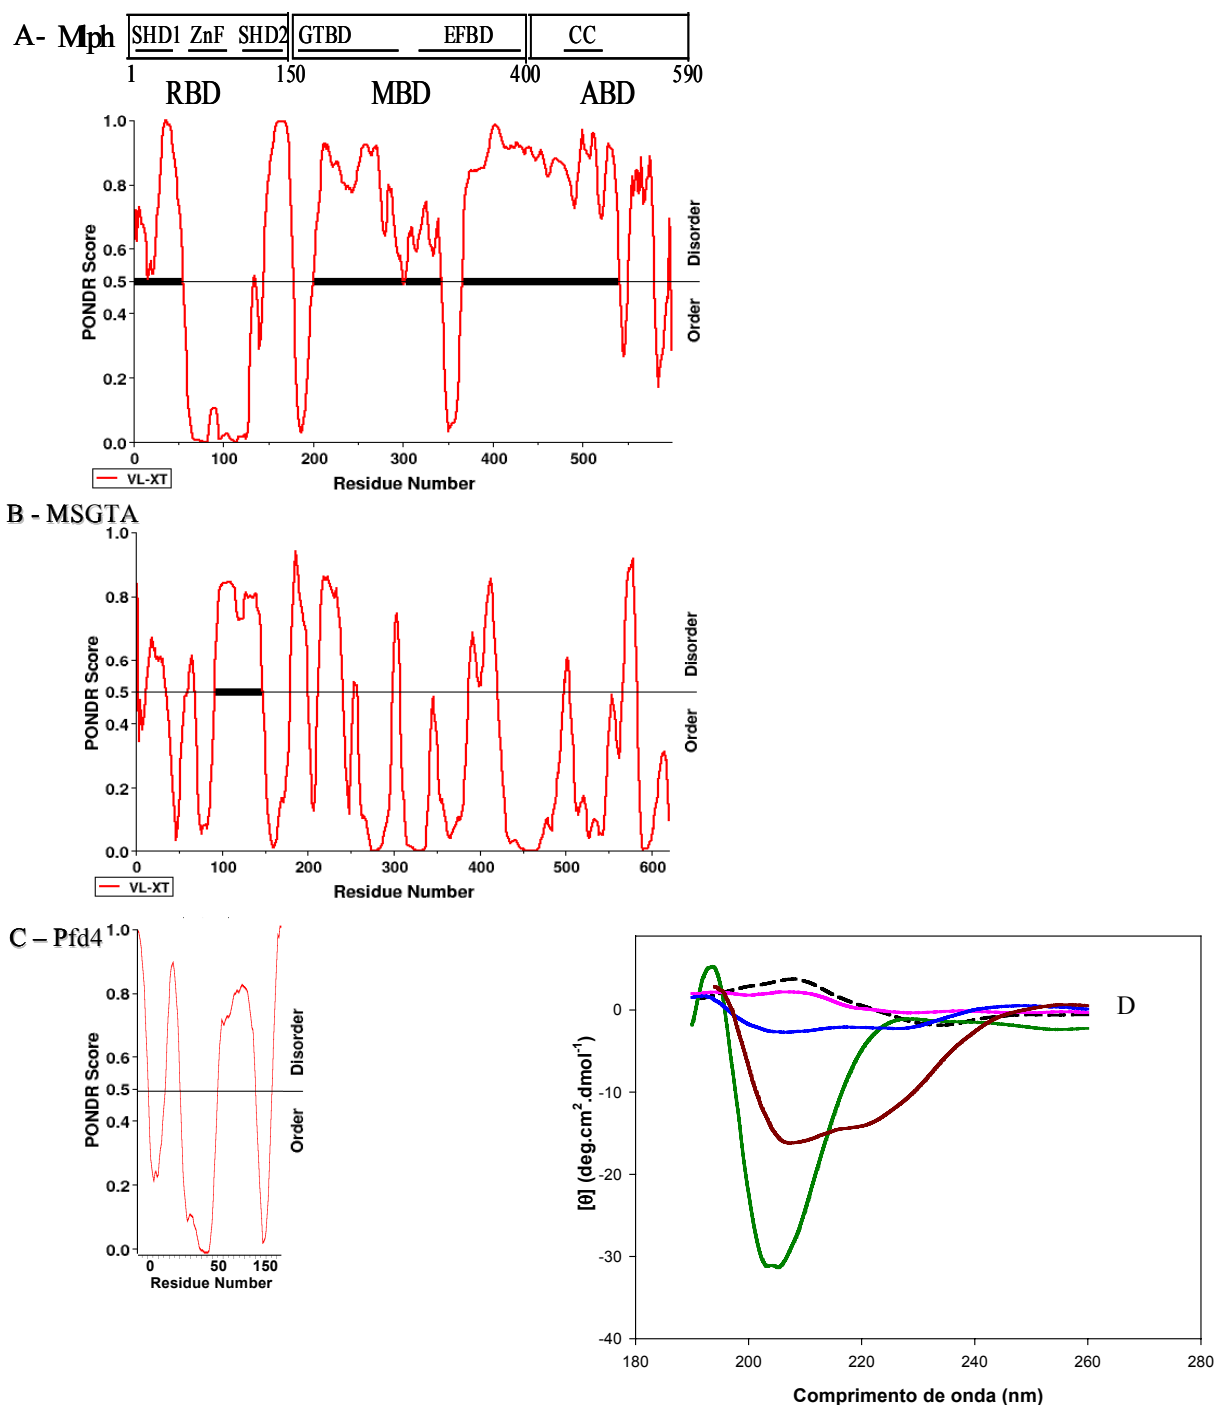 A- Mlph
SHD1 ZnF SHD2 GTBD EFBD CC
1 150 400 590
RBD MBD ABD
1.0
0.8
0.6
0.5
0.4
0.2
0.0
PONDR Score
Disorder
Order
0 100 200 300 400 500
Residue Number
VL-XT
B - MSGTA
1.0
0.8
0.6
0.5
0.4
0.2
0.0
PONDR Score
Disorder
Order
0 100 200 300 400 500 600
Residue Number
VL-XT
C – Pfd4
1.0
0.8
0.6
0.5
0.4
0.2
0.0
PONDR Score
Disorder
Order
0 50 150
Residue Number
D
0
-10
-20
-30
-40
[θ] (deg.cm².dmol⁻¹)
180 200 220 240 260 280
Comprimento de onda (nm)